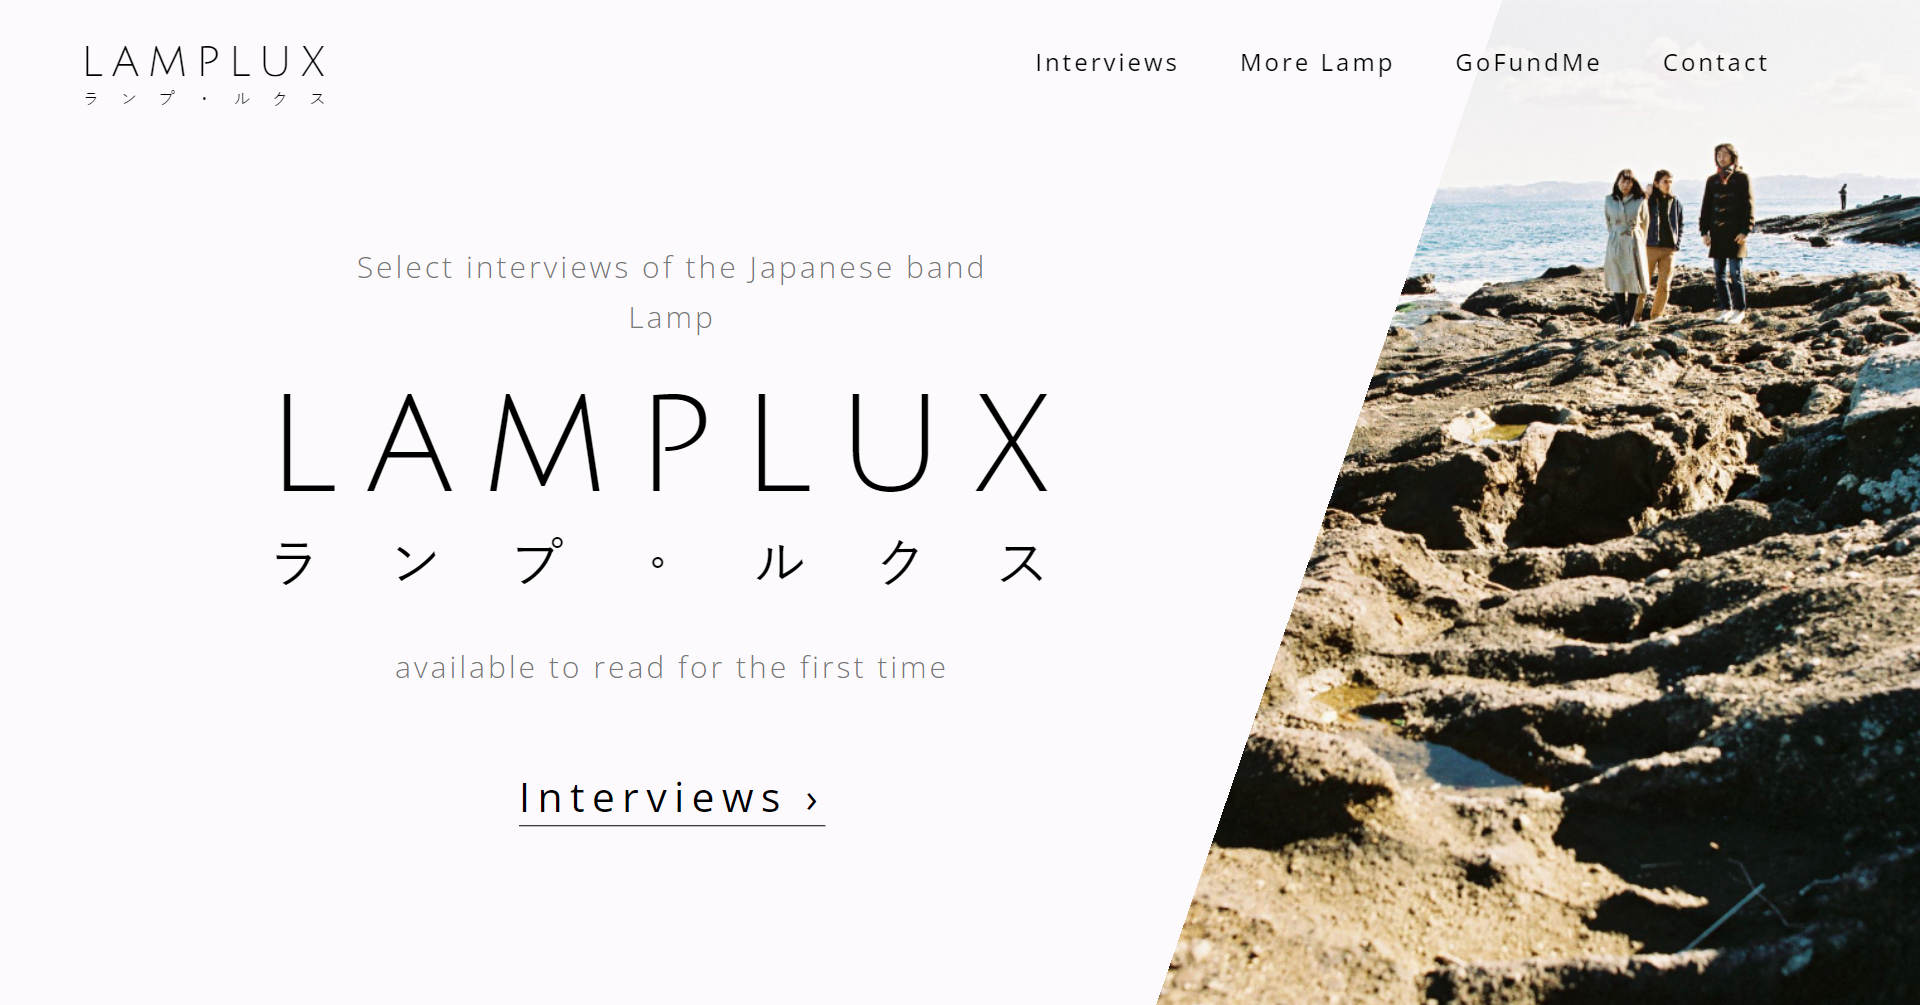 LAMPLUX
ランプ・ルクス
Interviews More Lamp GoFundMe Contact
Select interviews of the Japanese band
Lamp
LAMPLUX
ランプ。ルクス
available to read for the first time
Interviews ›